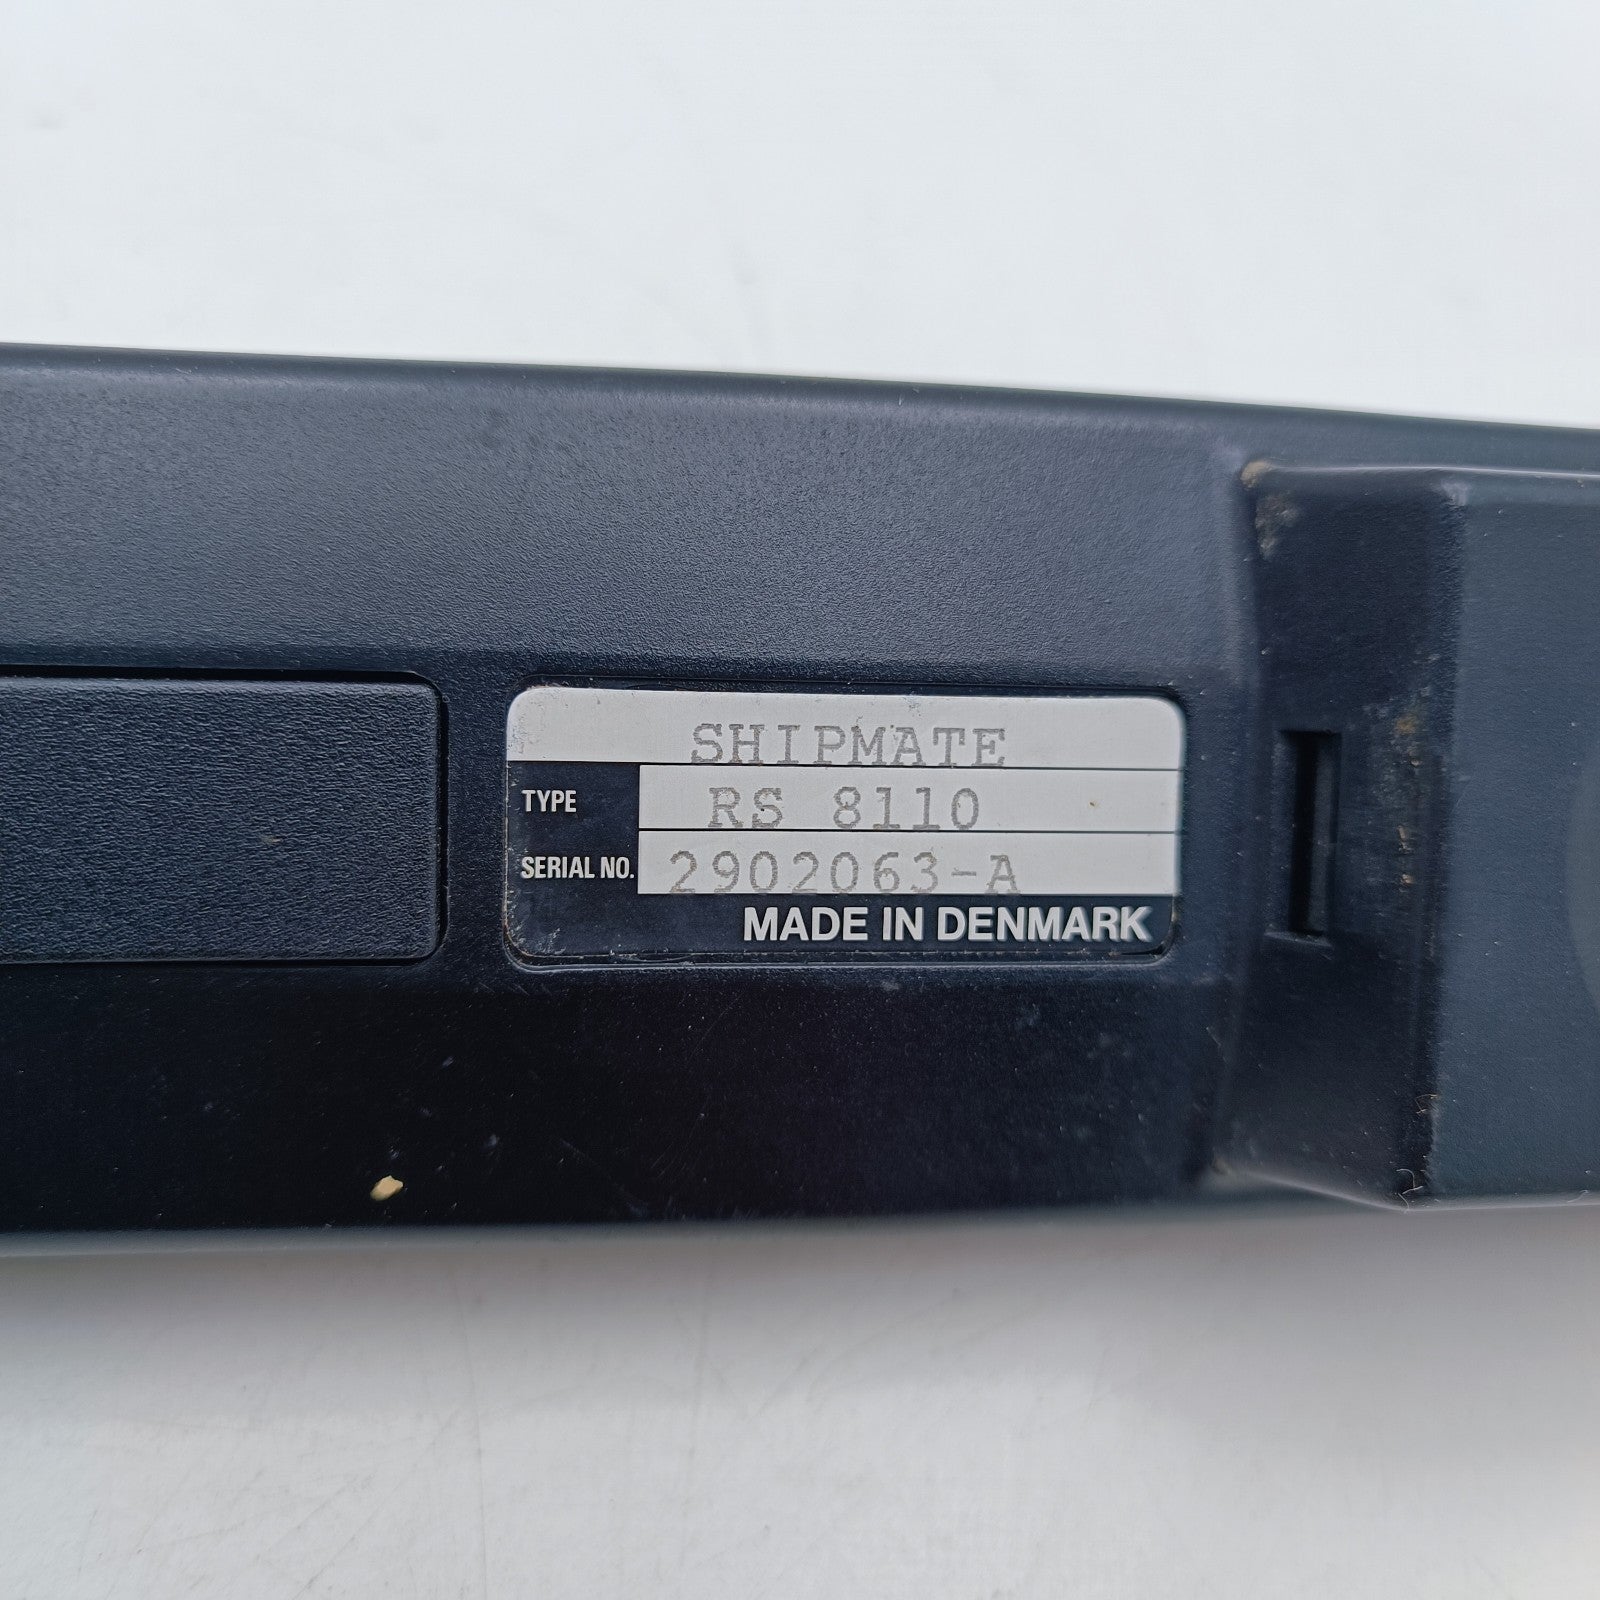 SHIPMATE
TYPE RS 8110
SERIAL NO. 2902063-A
MADE IN DENMARK